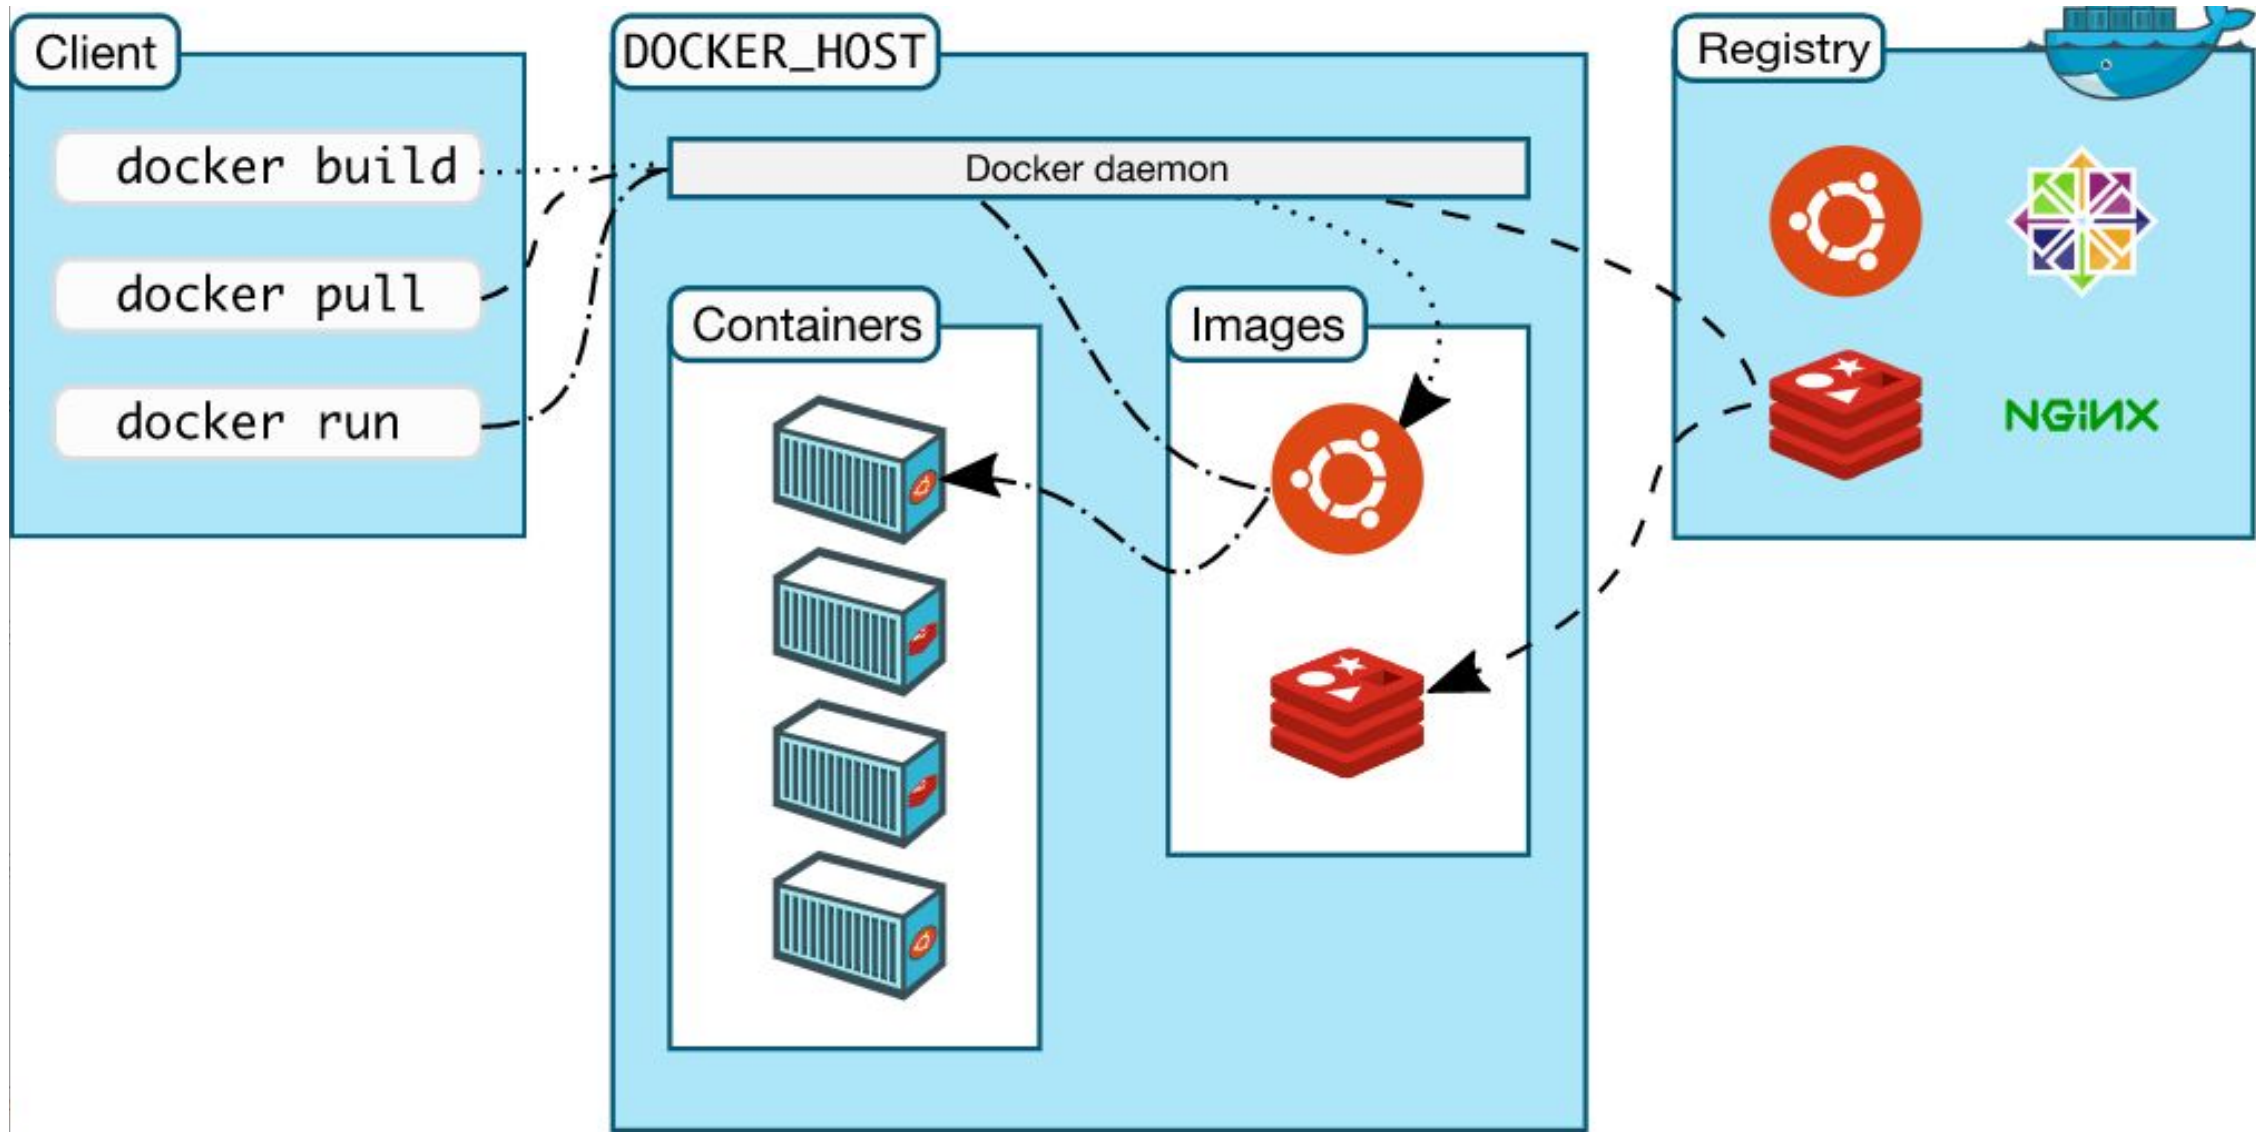 Client
docker build
docker pull
docker run
DOCKER_HOST
Docker daemon
Containers
Images
Registry
NGiNX